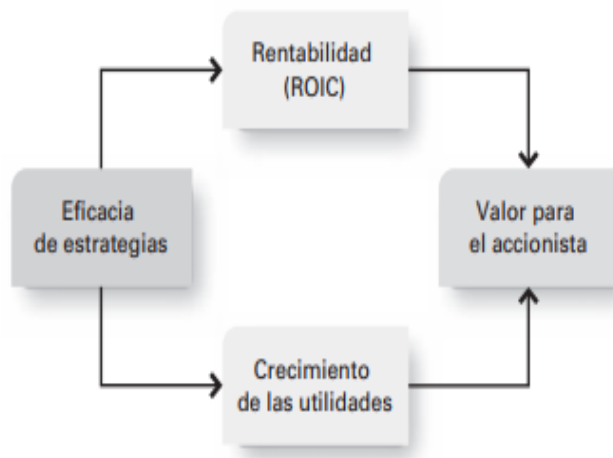 Rentabilidad
(ROIC)
Eficacia
de estrategias
Valor para
el accionista
Crecimiento
de las utilidades